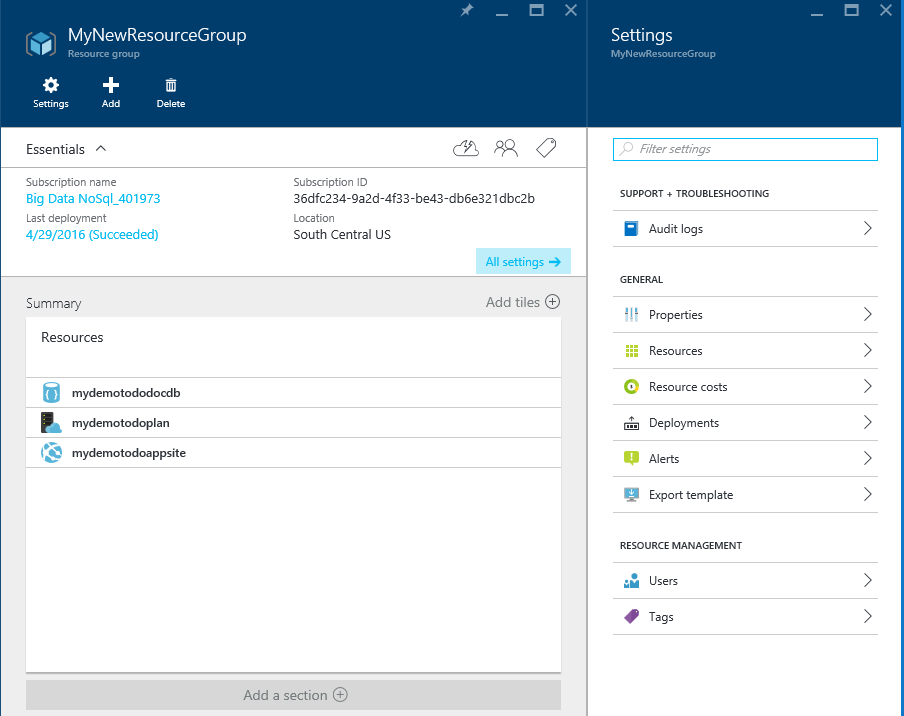 MyNewResourceGroup
Resource group
Settings
Add
Delete
Essentials
Subscription name
Subscription ID
Big Data NoSql_401973
36dfc234-9a2d-4f33-be43-db6e321dbc2b
Last deployment
Location
4/29/2016 (Succeeded)
South Central US
All settings
Summary
Add tiles
Resources
mydemotododocdb
mydemotodoplan
mydemotodoappsite
Add a section
Settings
MyNewResourceGroup
Filter settings
SUPPORT + TROUBLESHOOTING
Audit logs
GENERAL
Properties
Resources
Resource costs
Deployments
Alerts
Export template
RESOURCE MANAGEMENT
Users
Tags